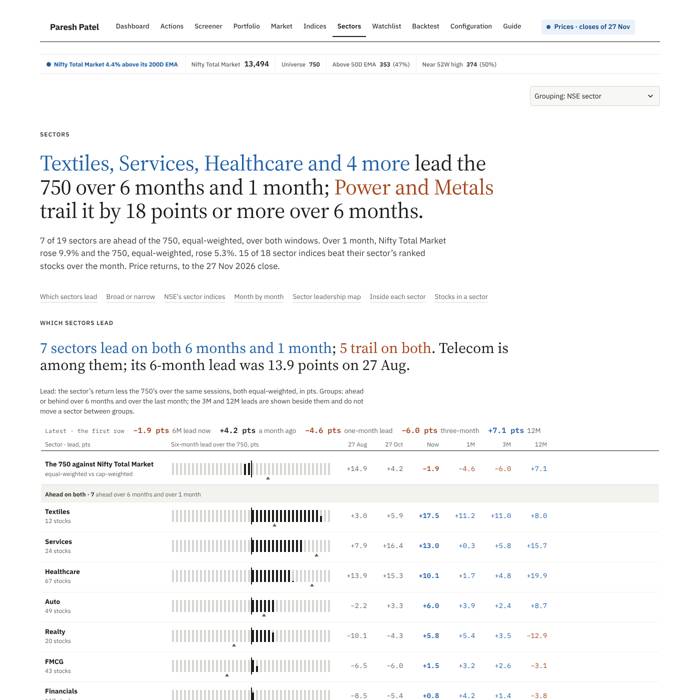 Paresh Patel Dashboard Actions Screener Portfolio Market Indices Sectors Watchlist Backtest Configuration Guide Prices · closes of 27 Nov
Nifty Total Market 4.4% above its 200D EMA Nifty Total Market 13,494 Universe 750 Above 50D EMA 353 (47%) Near 52W high 374 (50%)
Grouping: NSE sector
SECTORS
Textiles, Services, Healthcare and 4 more lead the
750 over 6 months and 1 month; Power and Metals
trail it by 18 points or more over 6 months.
7 of 19 sectors are ahead of the 750, equal-weighted, over both windows. Over 1 month, Nifty Total Market
rose 9.9% and the 750, equal-weighted, rose 5.3%. 15 of 18 sector indices beat their sector's ranked
stocks over the month. Price returns, to the 27 Nov 2026 close.
Which sectors lead Broad or narrow NSE's sector indices Month by month Sector leadership map Inside each sector Stocks in a sector
WHICH SECTORS LEAD
7 sectors lead on both 6 months and 1 month; 5 trail on both. Telecom is
among them; its 6-month lead was 13.9 points on 27 Aug.
Lead: the sector's return less the 750's over the same sessions, both equal-weighted, in pts. Groups: ahead
or behind over 6 months and over the last month; the 3M and 12M leads are shown beside them and do not
move a sector between groups.
Latest · the first row −1.9 pts 6M lead now +4.2 pts a month ago −4.6 pts one-month lead −6.0 pts three-month +7.1 pts 12M
Sector · lead, pts Six-month lead over the 750, pts 27 Aug 27 Oct Now 1M 3M 12M
The 750 against Nifty Total Market +14.9 +4.2 −1.9 −4.6 −6.0 +7.1
equal-weighted vs cap-weighted
Ahead on both · 7 ahead over 6 months and over 1 month
Textiles +3.0 +5.9 +17.5 +11.2 +11.0 +8.0
12 stocks
Services +7.9 +16.4 +13.0 +0.3 +5.8 +15.7
24 stocks
Healthcare +13.9 +15.3 +10.1 +1.7 +4.8 +19.9
67 stocks
Auto −2.2 +3.3 +6.0 +3.9 +2.4 +8.7
49 stocks
Realty −10.1 −4.3 +5.8 +5.4 +3.5 −12.9
20 stocks
FMCG −6.5 −6.0 +1.5 +3.2 +2.6 −3.1
43 stocks
Financials −8.5 −5.4 +0.8 +4.2 +1.4 −3.8